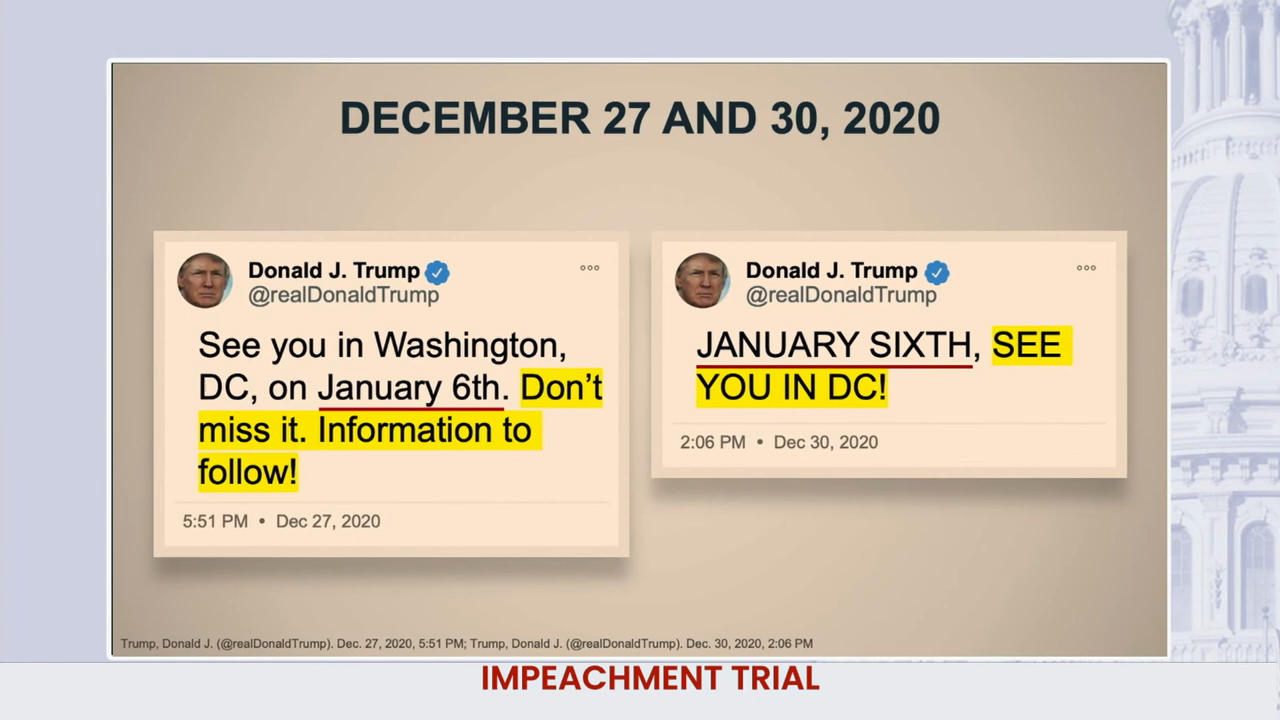 DECEMBER 27 AND 30, 2020
Donald J. Trump
@realDonaldTrump
See you in Washington,
DC, on January 6th. Don’t
miss it. Information to
follow!
5:51 PM • Dec 27, 2020
Donald J. Trump
@realDonaldTrump
JANUARY SIXTH, SEE
YOU IN DC!
2:06 PM • Dec 30, 2020
Trump, Donald J. (@realDonaldTrump). Dec. 27, 2020, 5:51 PM; Trump, Donald J. (@realDonaldTrump). Dec. 30, 2020, 2:06 PM
IMPEACHMENT TRIAL